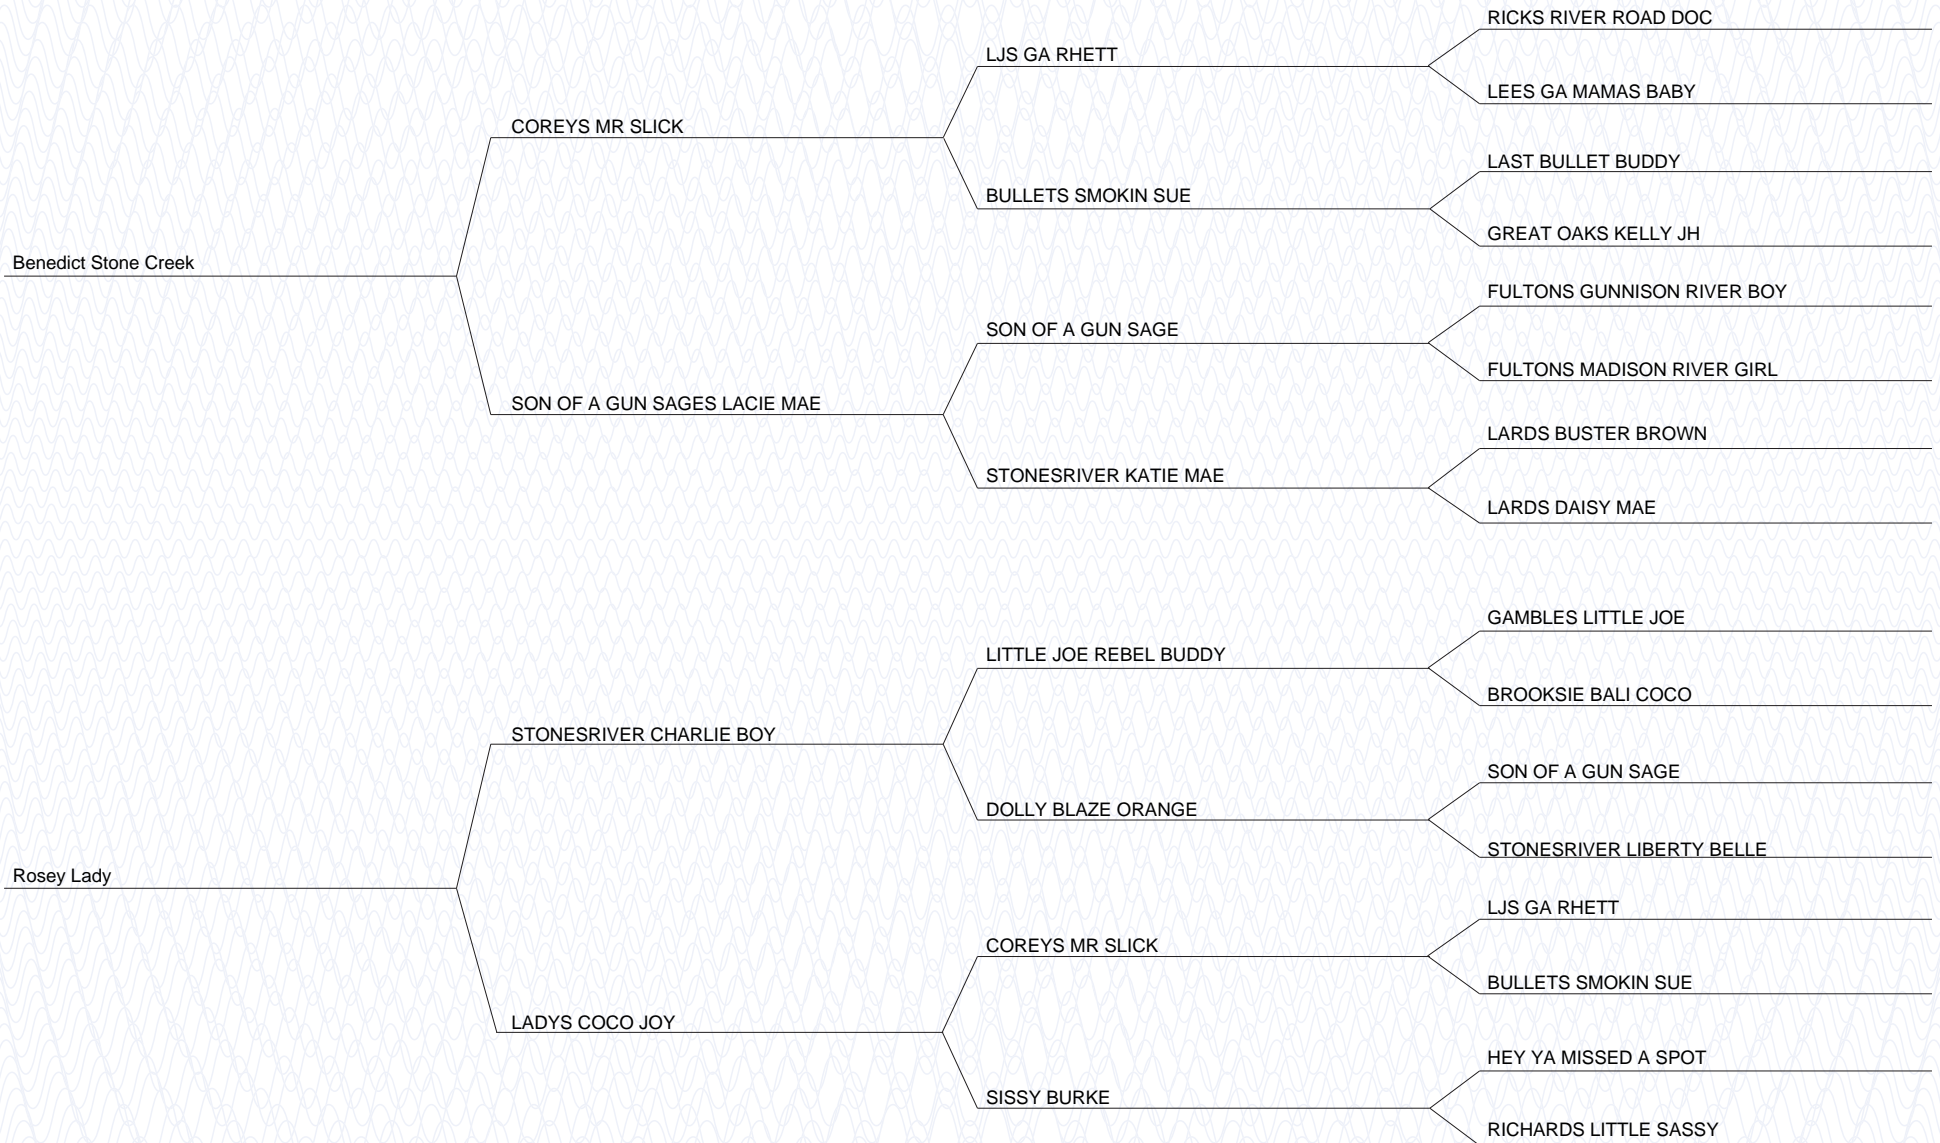 RICKS RIVER ROAD DOC
LJS GA RHETT
LEES GA MAMAS BABY
COREYS MR SLICK
LAST BULLET BUDDY
BULLETS SMOKIN SUE
GREAT OAKS KELLY JH
Benedict Stone Creek
FULTONS GUNNISON RIVER BOY
SON OF A GUN SAGE
FULTONS MADISON RIVER GIRL
SON OF A GUN SAGES LACIE MAE
LARDS BUSTER BROWN
STONESRIVER KATIE MAE
LARDS DAISY MAE
GAMBLES LITTLE JOE
LITTLE JOE REBEL BUDDY
BROOKSIE BALI COCO
STONESRIVER CHARLIE BOY
SON OF A GUN SAGE
DOLLY BLAZE ORANGE
STONESRIVER LIBERTY BELLE
Rosey Lady
LJS GA RHETT
COREYS MR SLICK
BULLETS SMOKIN SUE
LADYS COCO JOY
HEY YA MISSED A SPOT
SISSY BURKE
RICHARDS LITTLE SASSY